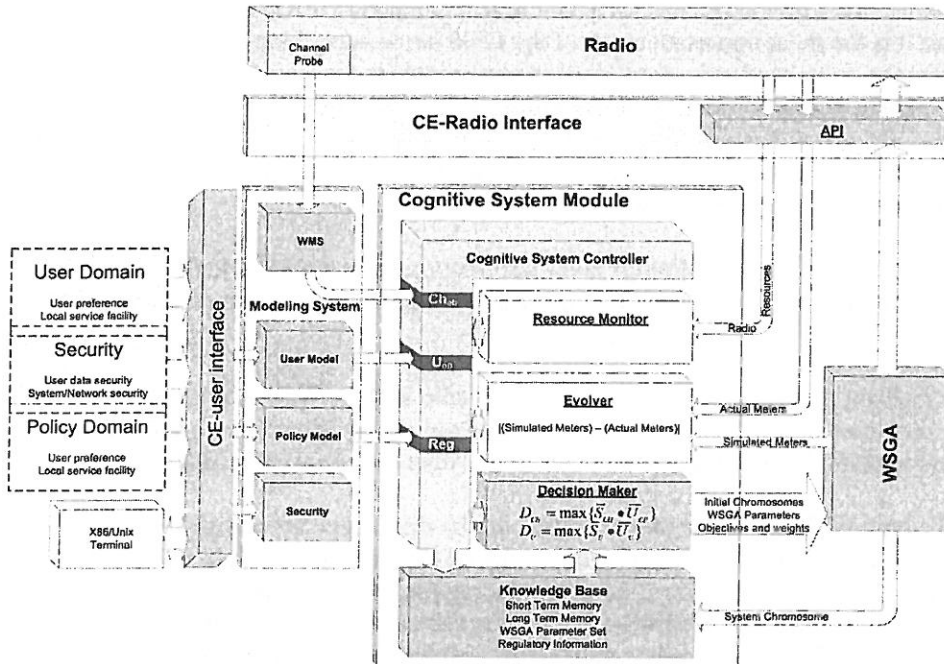 Channel
Probe
Radio
CE-Radio Interface
API
Cognitive System Module
WMS
Cognitive System Controller
User Domain
User preference
Local service facility
Security
User data security
System/Network security
Policy Domain
User preference
Local service facility
X86/Unix
Terminal
CE-user interface
Modeling System
User Model
Policy Model
Security
Reg
Resource Monitor
Radio
Resources
Evolver
|(Simulated Meters) – (Actual Meters)|
Actual Meters
Simulated Meters
WSGA
Decision Maker
Initial Chromosomes
WSGA Parameters
Objectives and weights
Knowledge Base
Short Term Memory
Long Term Memory
WSGA Parameter Set
Regulatory Information
System Chromosome